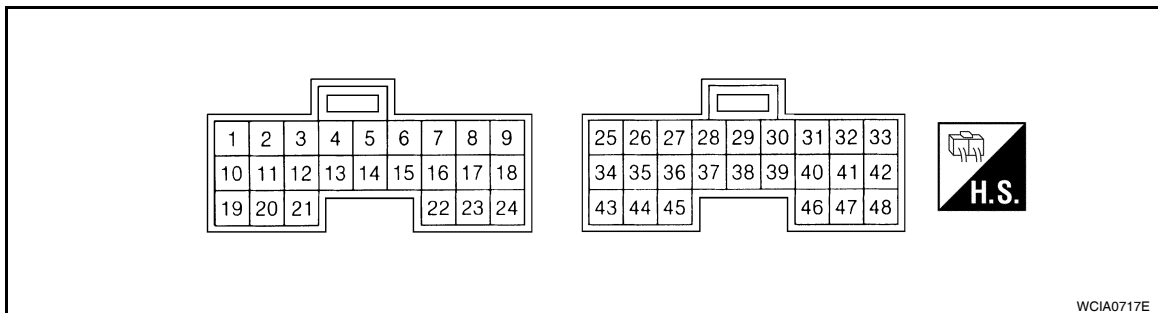 1 2 3 4 5 6 7 8 9
10 11 12 13 14 15 16 17 18
19 20 21 22 23 24
25 26 27 28 29 30 31 32 33
34 35 36 37 38 39 40 41 42
43 44 45 46 47 48
H.S.
WCIA0717E